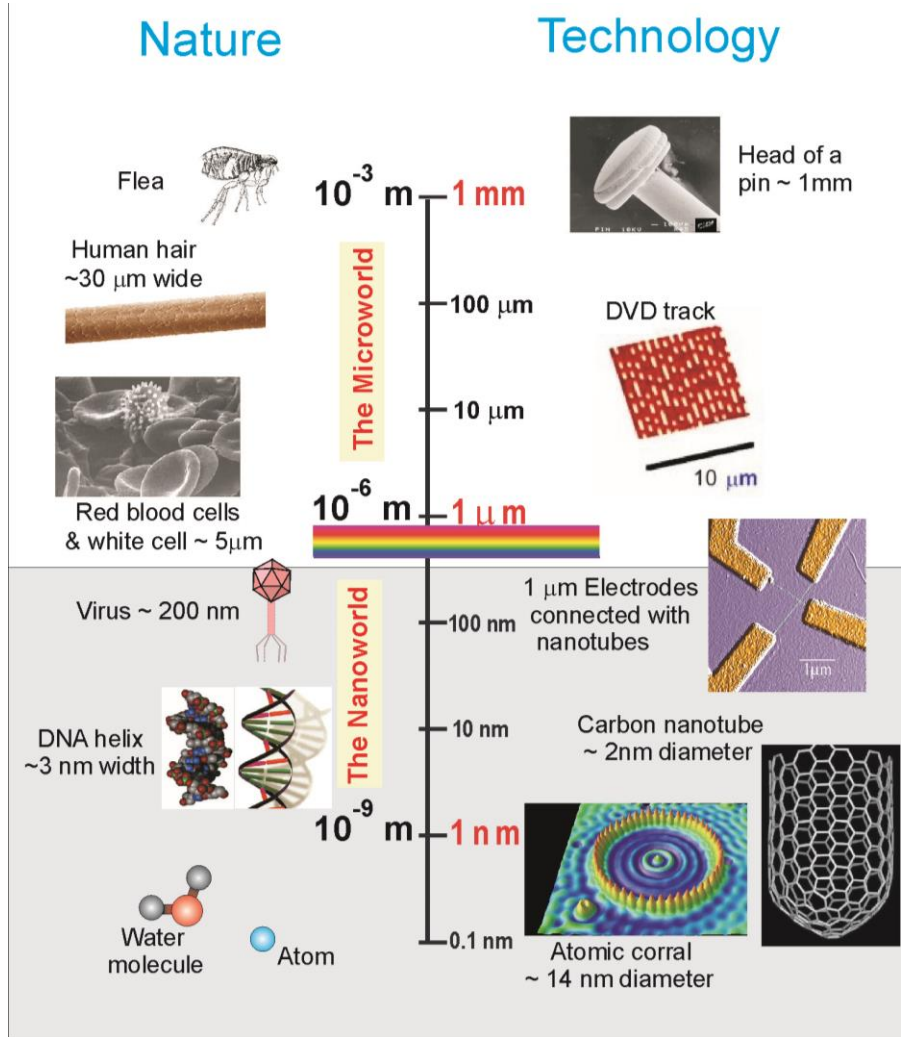 Nature
Technology
Flea
10⁻³ m
1 mm
Head of a
pin ~ 1mm
Human hair
~30 μm wide
The Microworld
100 μm
DVD track
10 μm
10 μm
10⁻⁶ m
1 μ m
Red blood cells
& white cell ~ 5μm
Virus ~ 200 nm
The Nanoworld
100 nm
1 μm Electrodes
connected with
nanotubes
1μm
DNA helix
~3 nm width
10 nm
Carbon nanotube
~ 2nm diameter
10⁻⁹ m
1 n m
Water
molecule
Atom
0.1 nm
Atomic corral
~ 14 nm diameter